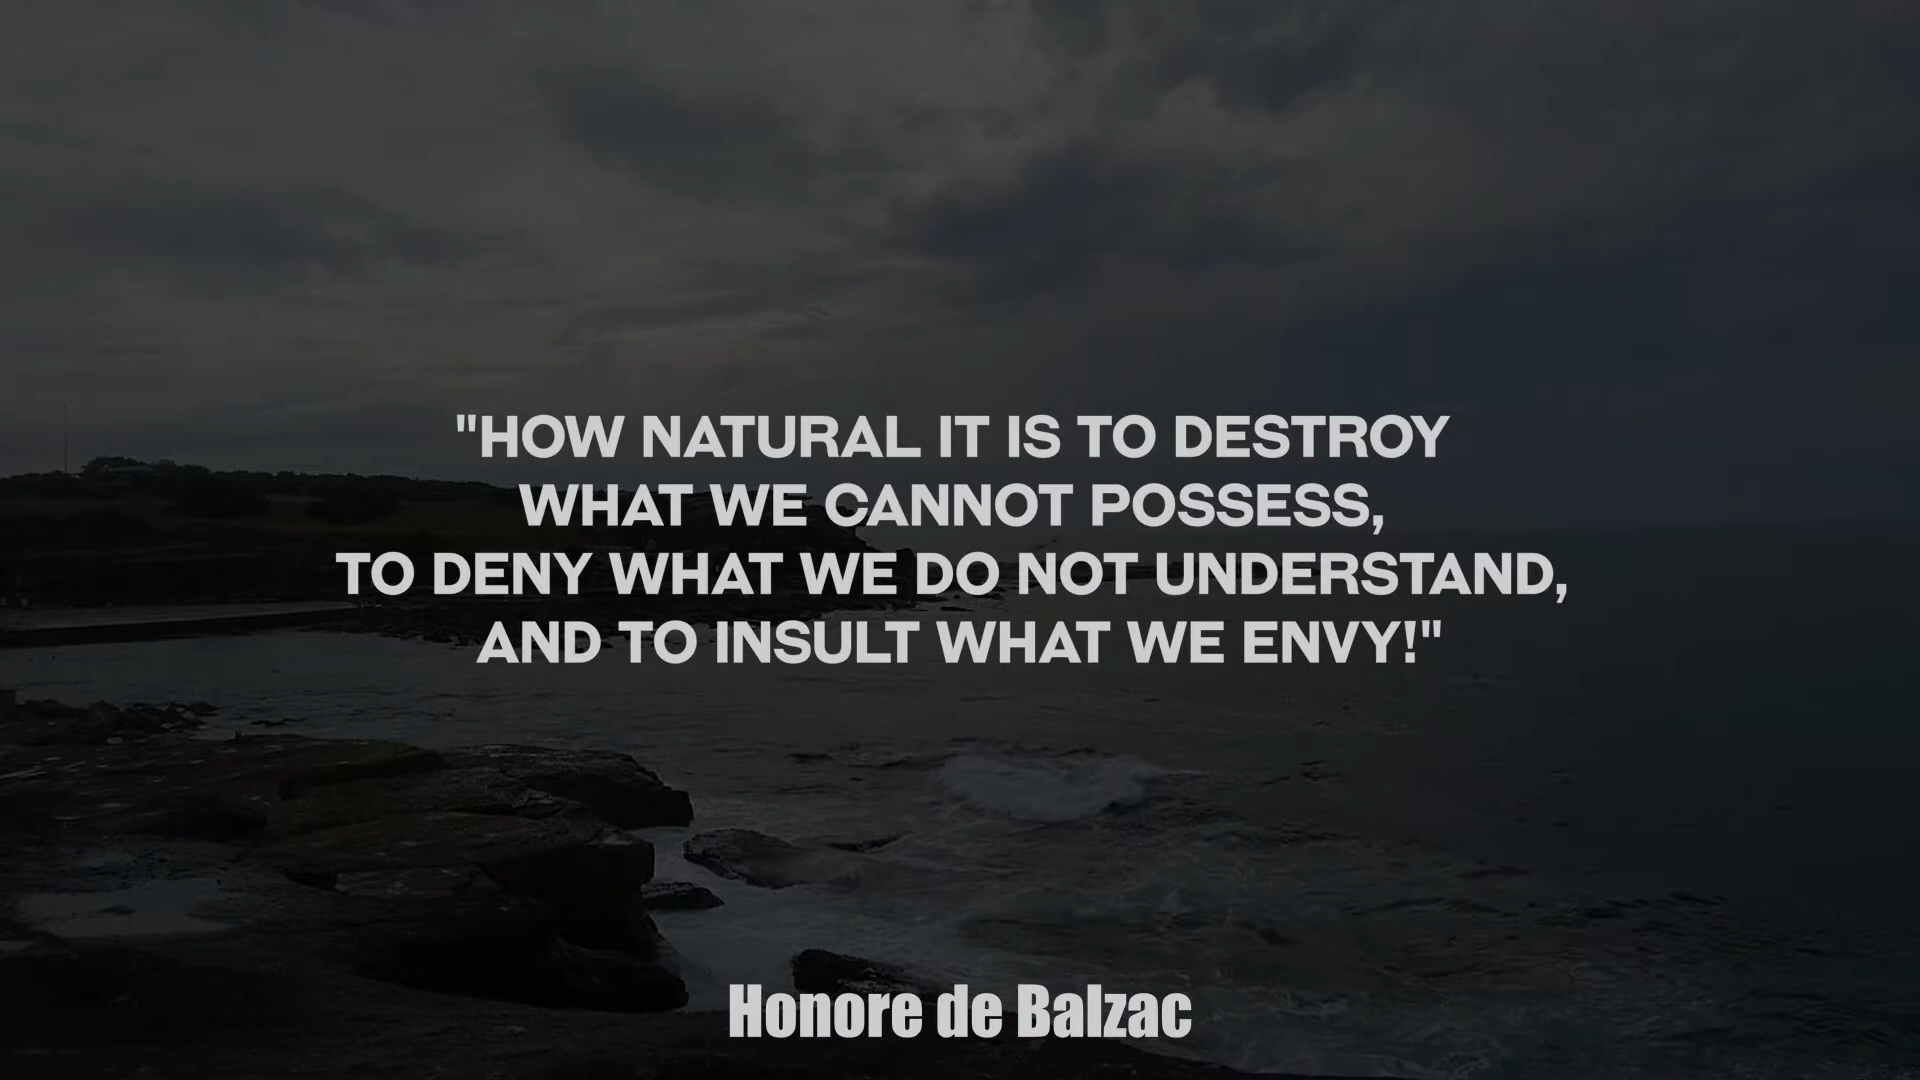 "HOW NATURAL IT IS TO DESTROY
WHAT WE CANNOT POSSESS,
TO DENY WHAT WE DO NOT UNDERSTAND,
AND TO INSULT WHAT WE ENVY!"
Honore de Balzac